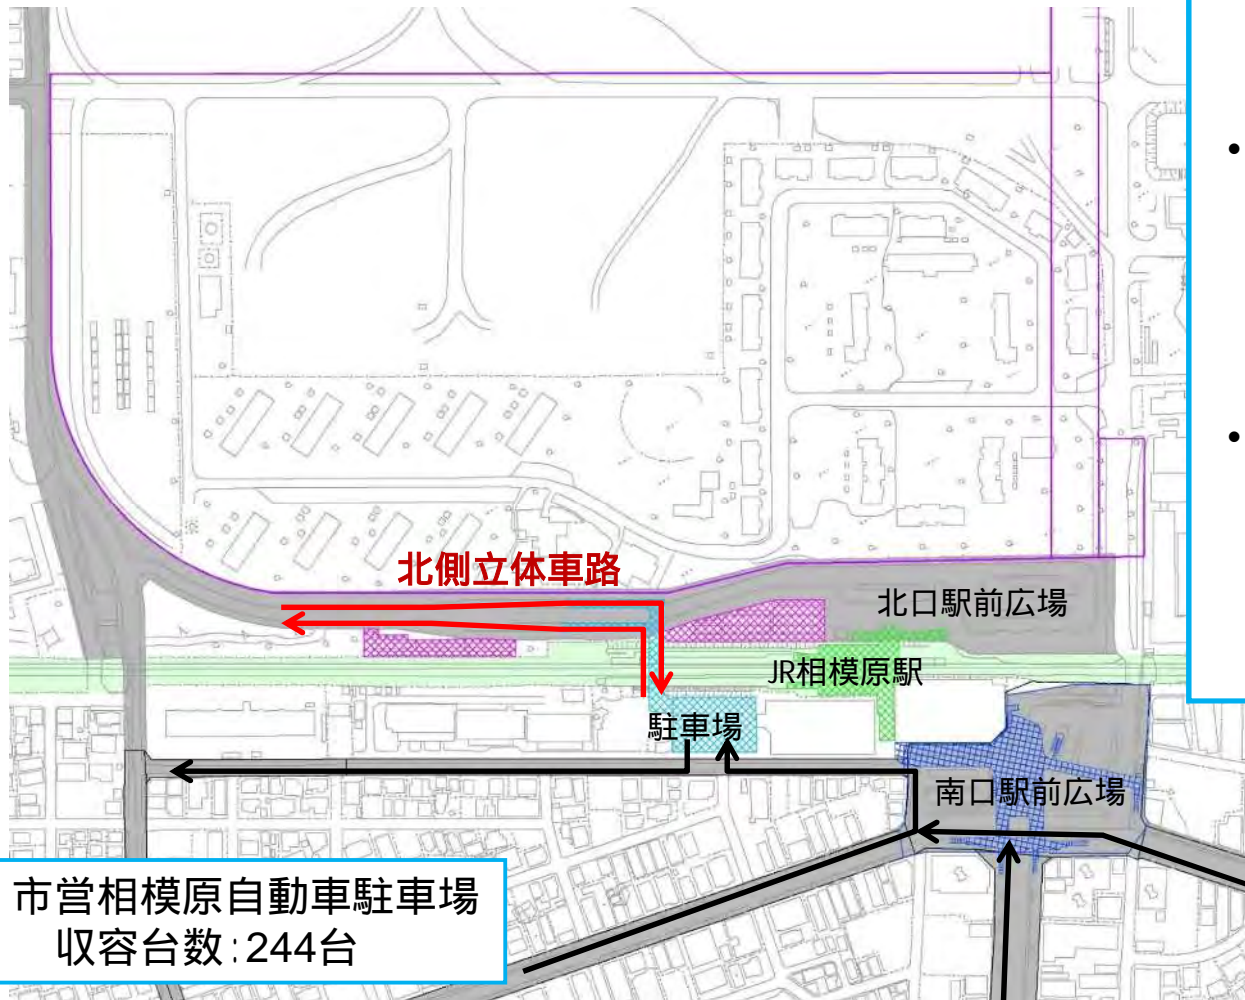 北側立体車路
北口駅前広場
JR相模原駅
駐車場
南口駅前広場
市営相模原自動車駐車場
収容台数:244台